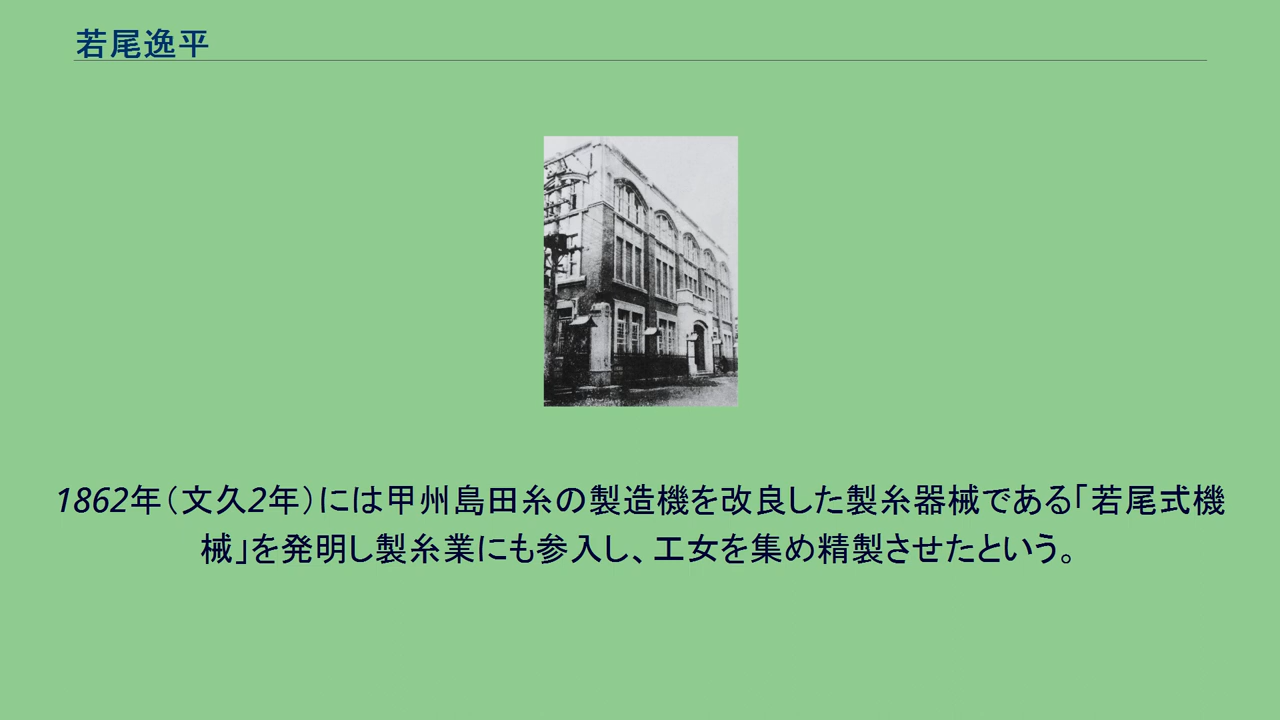 若尾逸平
1862年（文久2年）には甲州島田糸の製造機を改良した製糸器械である「若尾式機
械」を発明し製糸業にも参入し、工女を集め精製させたという。